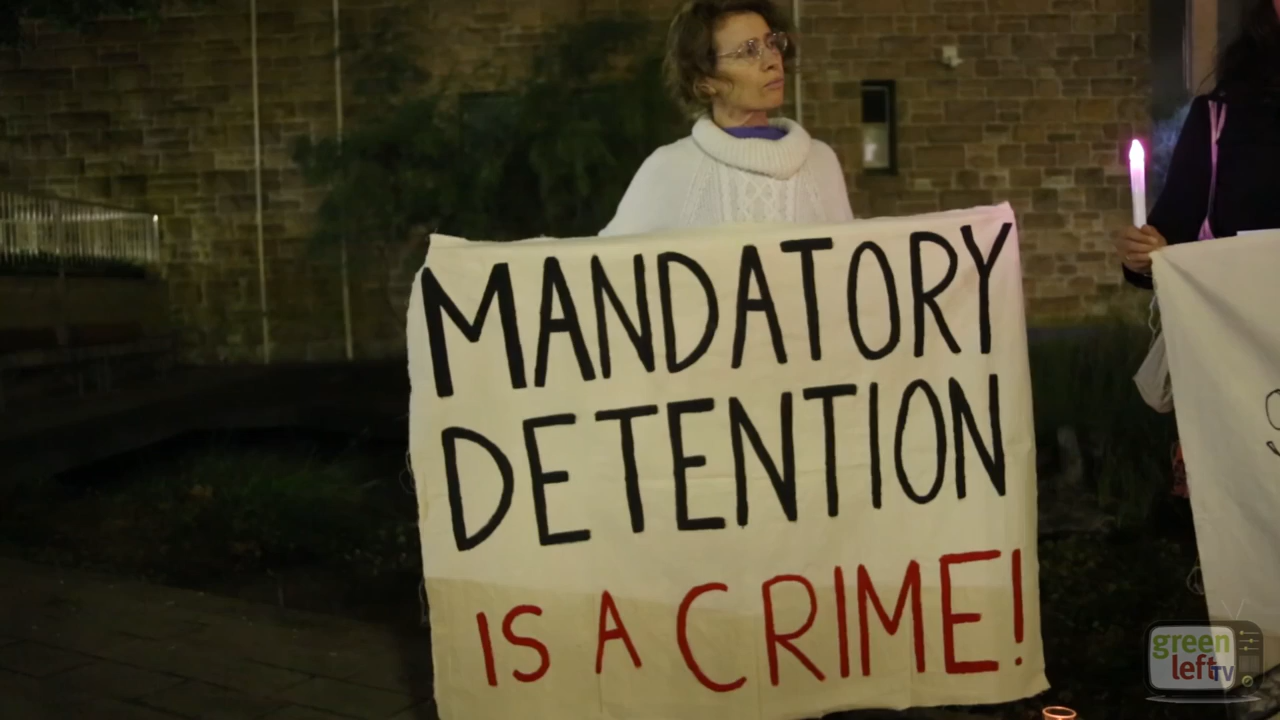 MANDATORY
DETENTION
IS A CRIME!
green
left TV